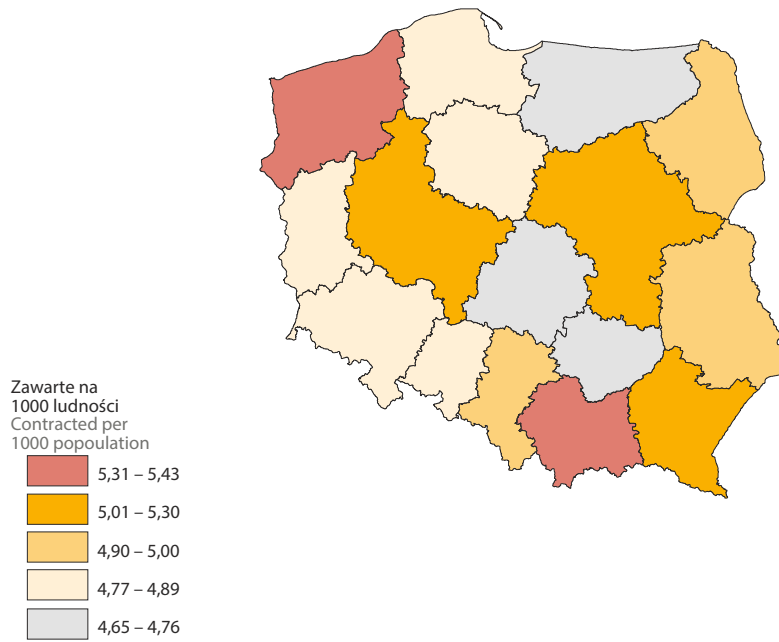 Zawarte na
1000 ludności
Contracted per
1000 popoulation
5,31 – 5,43
5,01 – 5,30
4,90 – 5,00
4,77 – 4,89
4,65 – 4,76